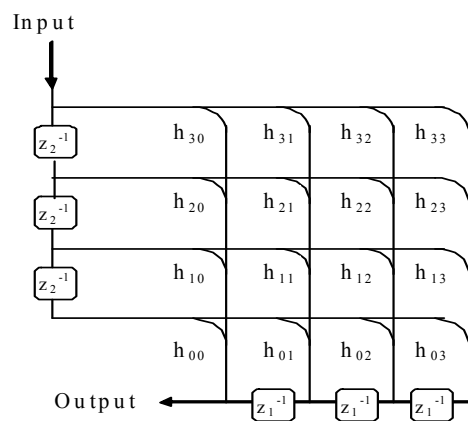 Input
h30 h31 h32 h33
z2^-1
h20 h21 h22 h23
z2^-1
h10 h11 h12 h13
z2^-1
h00 h01 h02 h03
Output z1^-1 z1^-1 z1^-1